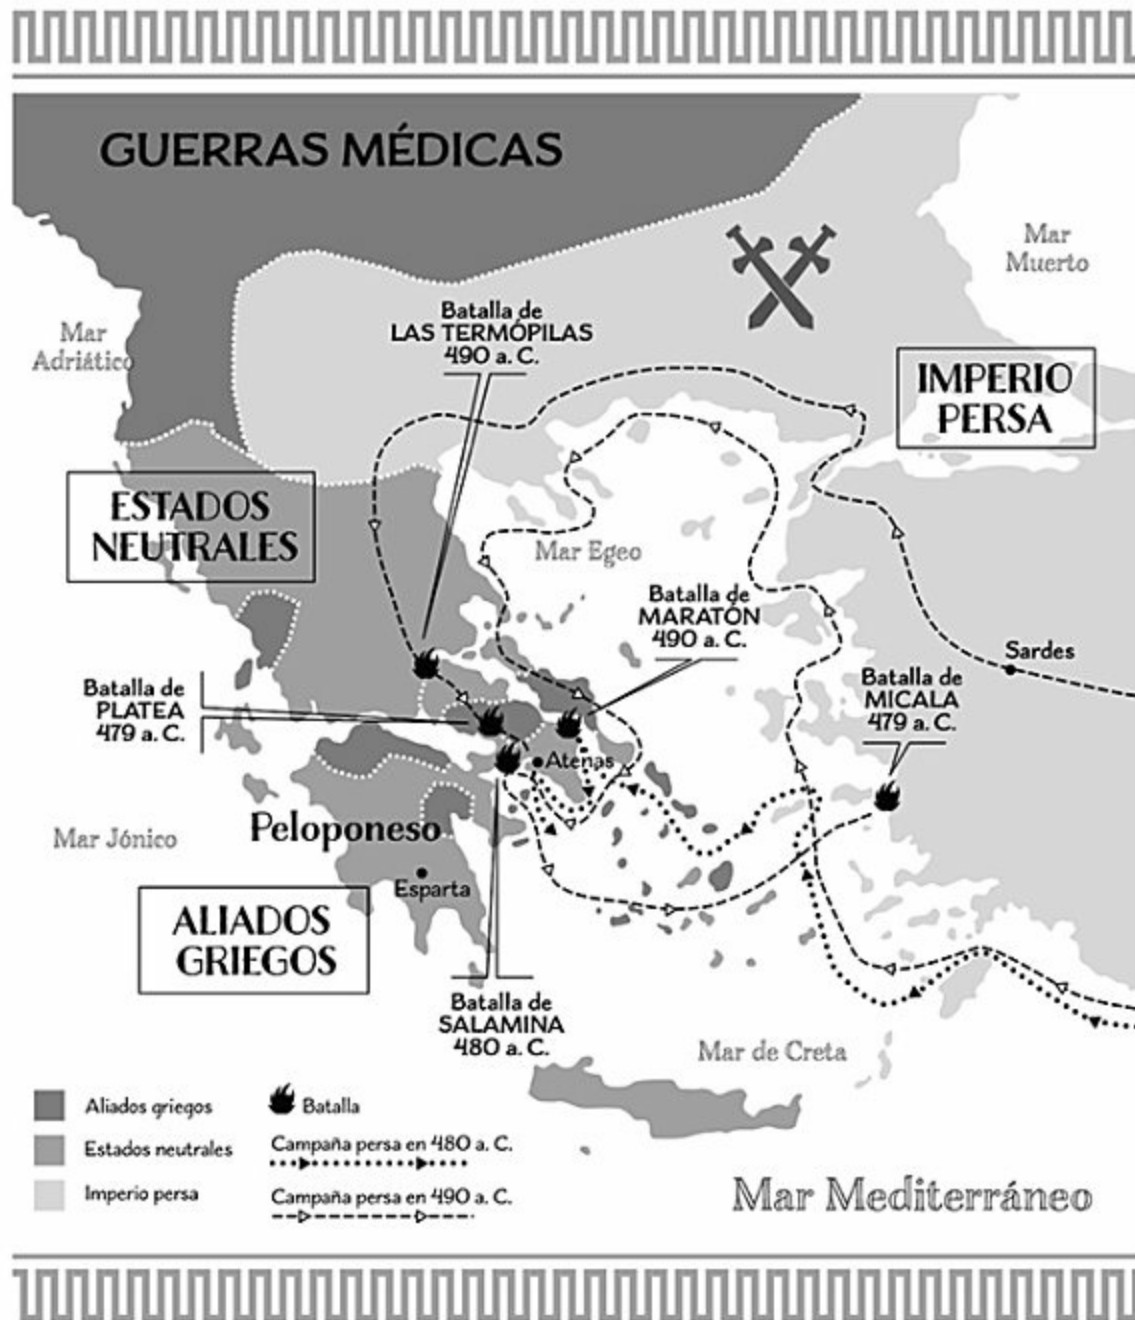 GUERRAS MÉDICAS
Mar
Muerto
Mar
Adriático
Batalla de
LAS TERMÓPILAS
490 a. C.
IMPERIO
PERSA
ESTADOS
NEUTRALES
Mar Egeo
Batalla de
MARATÓN
490 a. C.
Sardes
Batalla de
MICALA
479 a. C.
Batalla de
PLATEA
479 a. C.
Atenas
Peloponeso
Mar Jónico
Esparta
ALIADOS
GRIEGOS
Batalla de
SALAMINA
480 a. C.
Mar de Creta
Aliados griegos
Estados neutrales
Imperio persa
Batalla
Campaña persa en 480 a. C.
Campaña persa en 490 a. C.
Mar Mediterráneo